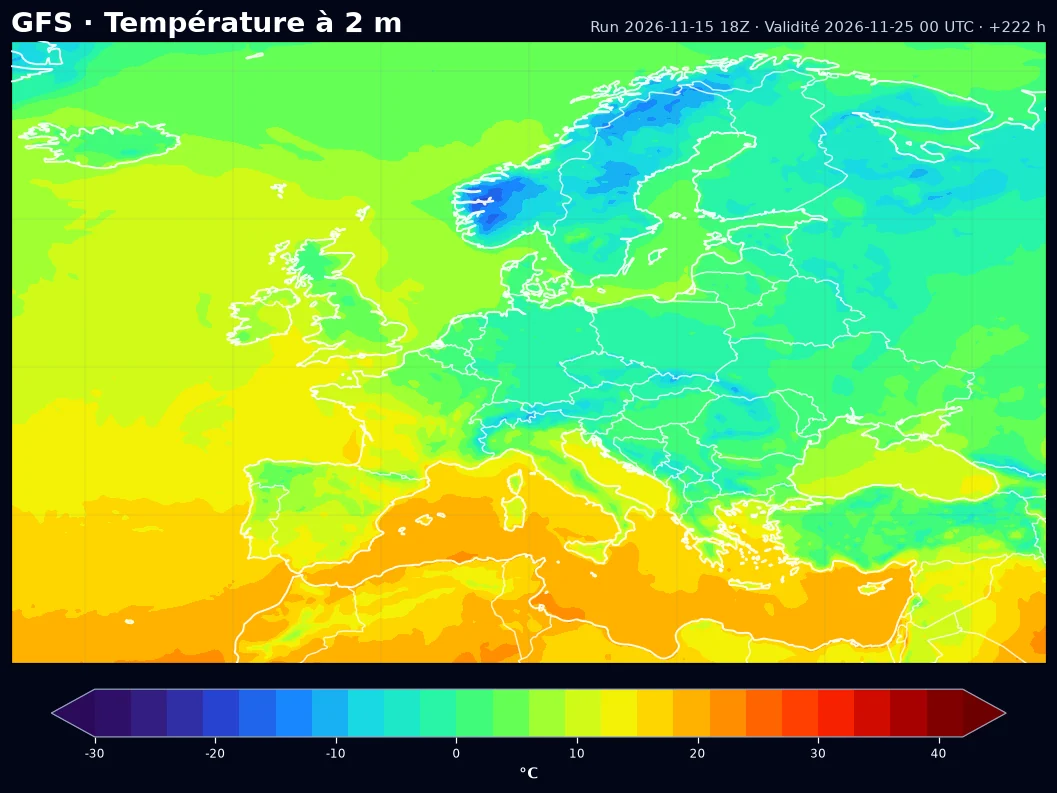 GFS · Température à 2 m
Run 2026-11-15 18Z · Validité 2026-11-25 00 UTC · +222 h
-30 -20 -10 0 10 20 30 40
°C